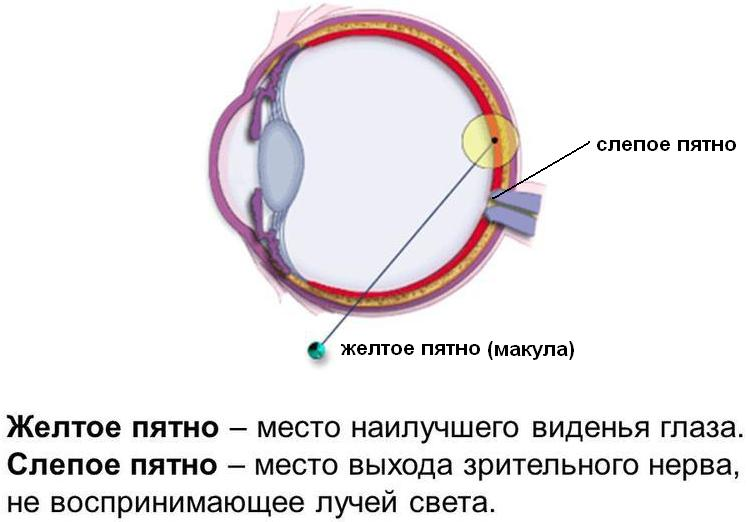 слепое пятно
желтое пятно (макула)
Желтое пятно – место наилучшего виденья глаза.
Слепое пятно – место выхода зрительного нерва,
не воспринимающее лучей света.